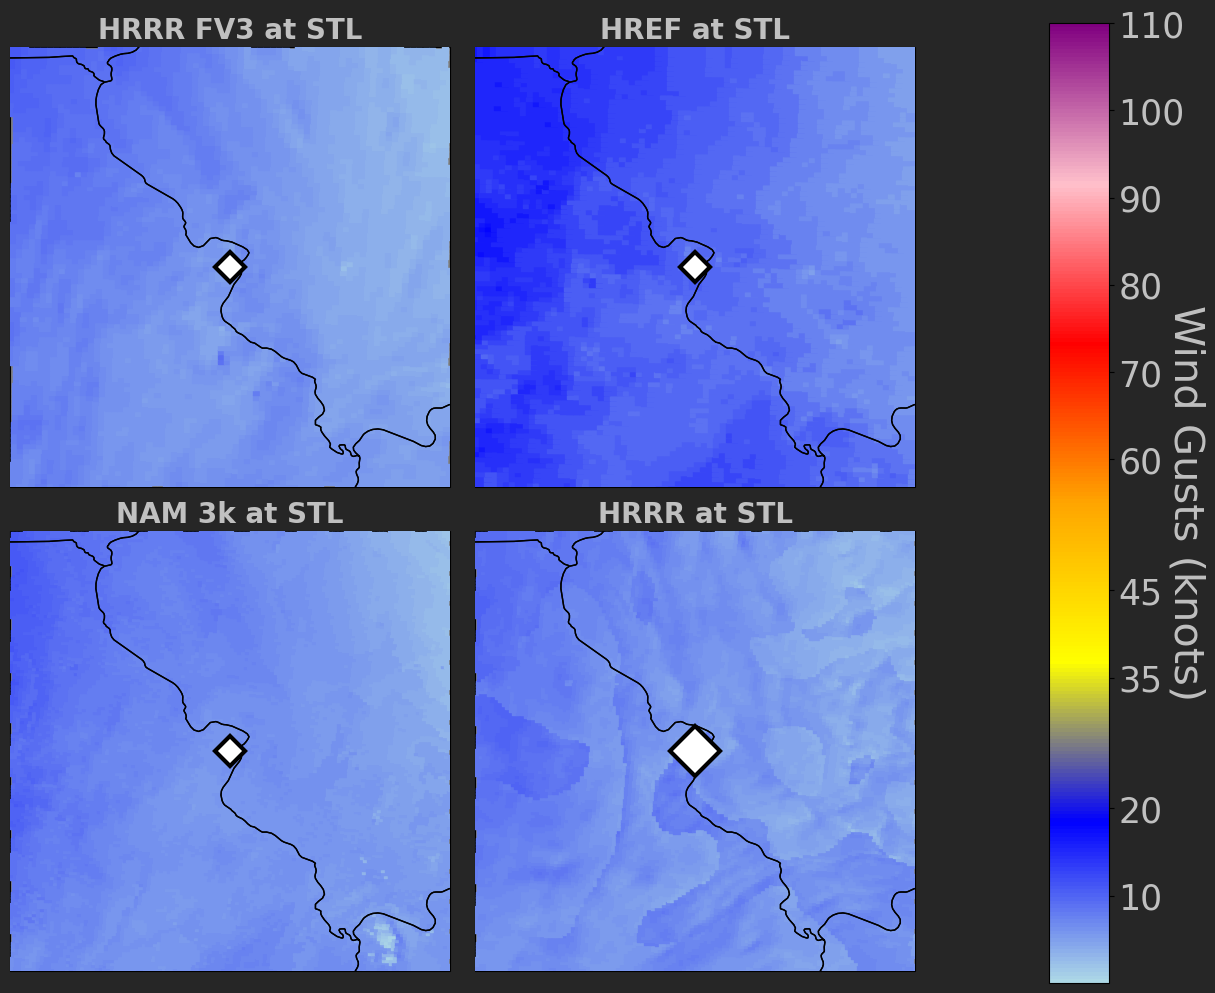 HRRR FV3 at STL
HREF at STL
NAM 3k at STL
HRRR at STL
110
100
90
80
70
60
45
35
20
10
Wind Gusts (knots)